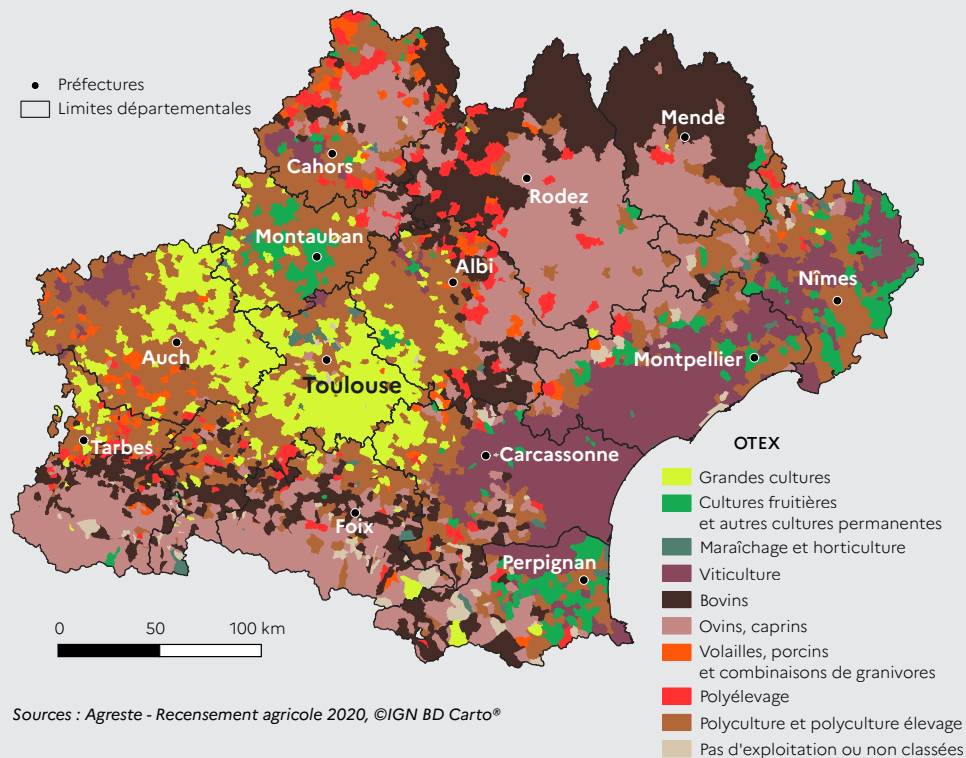 Préfectures
Limites départementales
Mende
Cahors
Rodez
Montauban
Albi
Nîmes
Auch
Toulouse
Montpellier
Tarbes
Carcassonne
Foix
Perpignan
OTEX
Grandes cultures
Cultures fruitières
et autres cultures permanentes
Maraîchage et horticulture
Viticulture
Bovins
Ovins, caprins
Volailles, porcins
et combinaisons de granivores
Polyélevage
Polyculture et polyculture élevage
Pas d'exploitation ou non classées
0 50 100 km
Sources : Agreste - Recensement agricole 2020, ©IGN BD Carto®